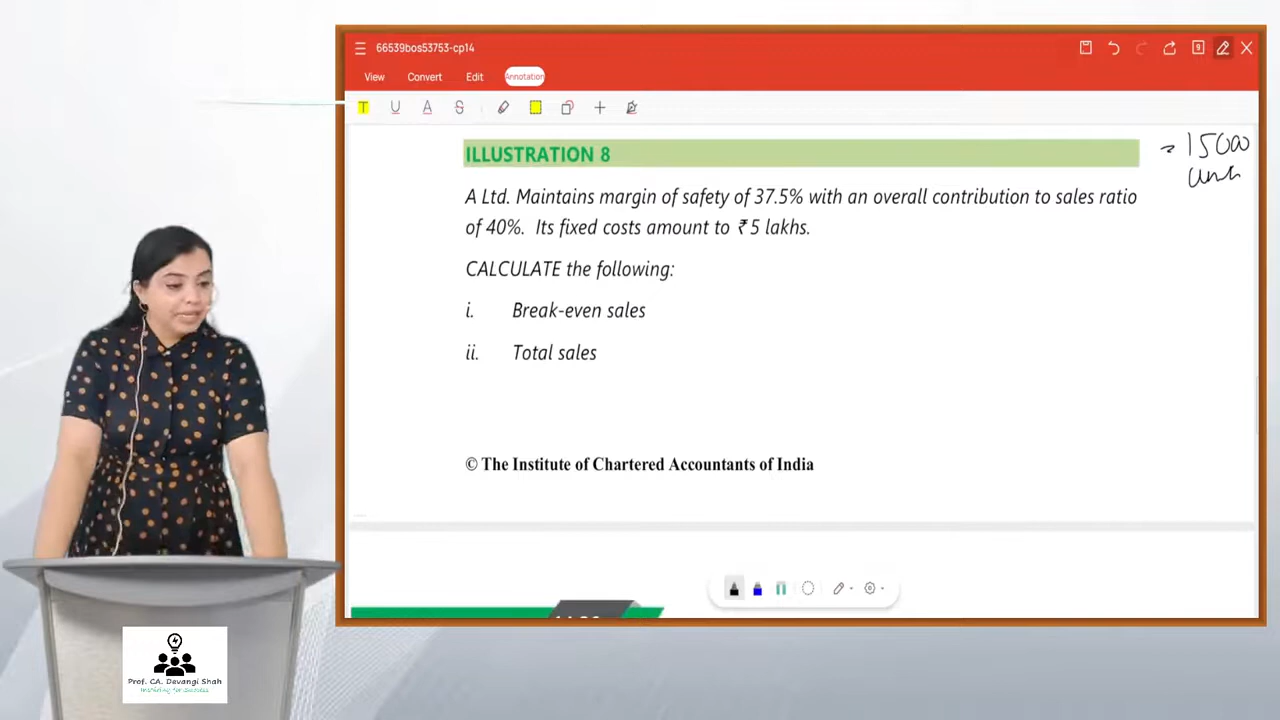 66539bos53753-cp14
View Convert Edit Annotation
ILLUSTRATION 8
= 15000
units
A Ltd. Maintains margin of safety of 37.5% with an overall contribution to sales ratio
of 40%. Its fixed costs amount to ₹ 5 lakhs.
CALCULATE the following:
i. Break-even sales
ii. Total sales
© The Institute of Chartered Accountants of India
Prof. CA. Devangi Shah